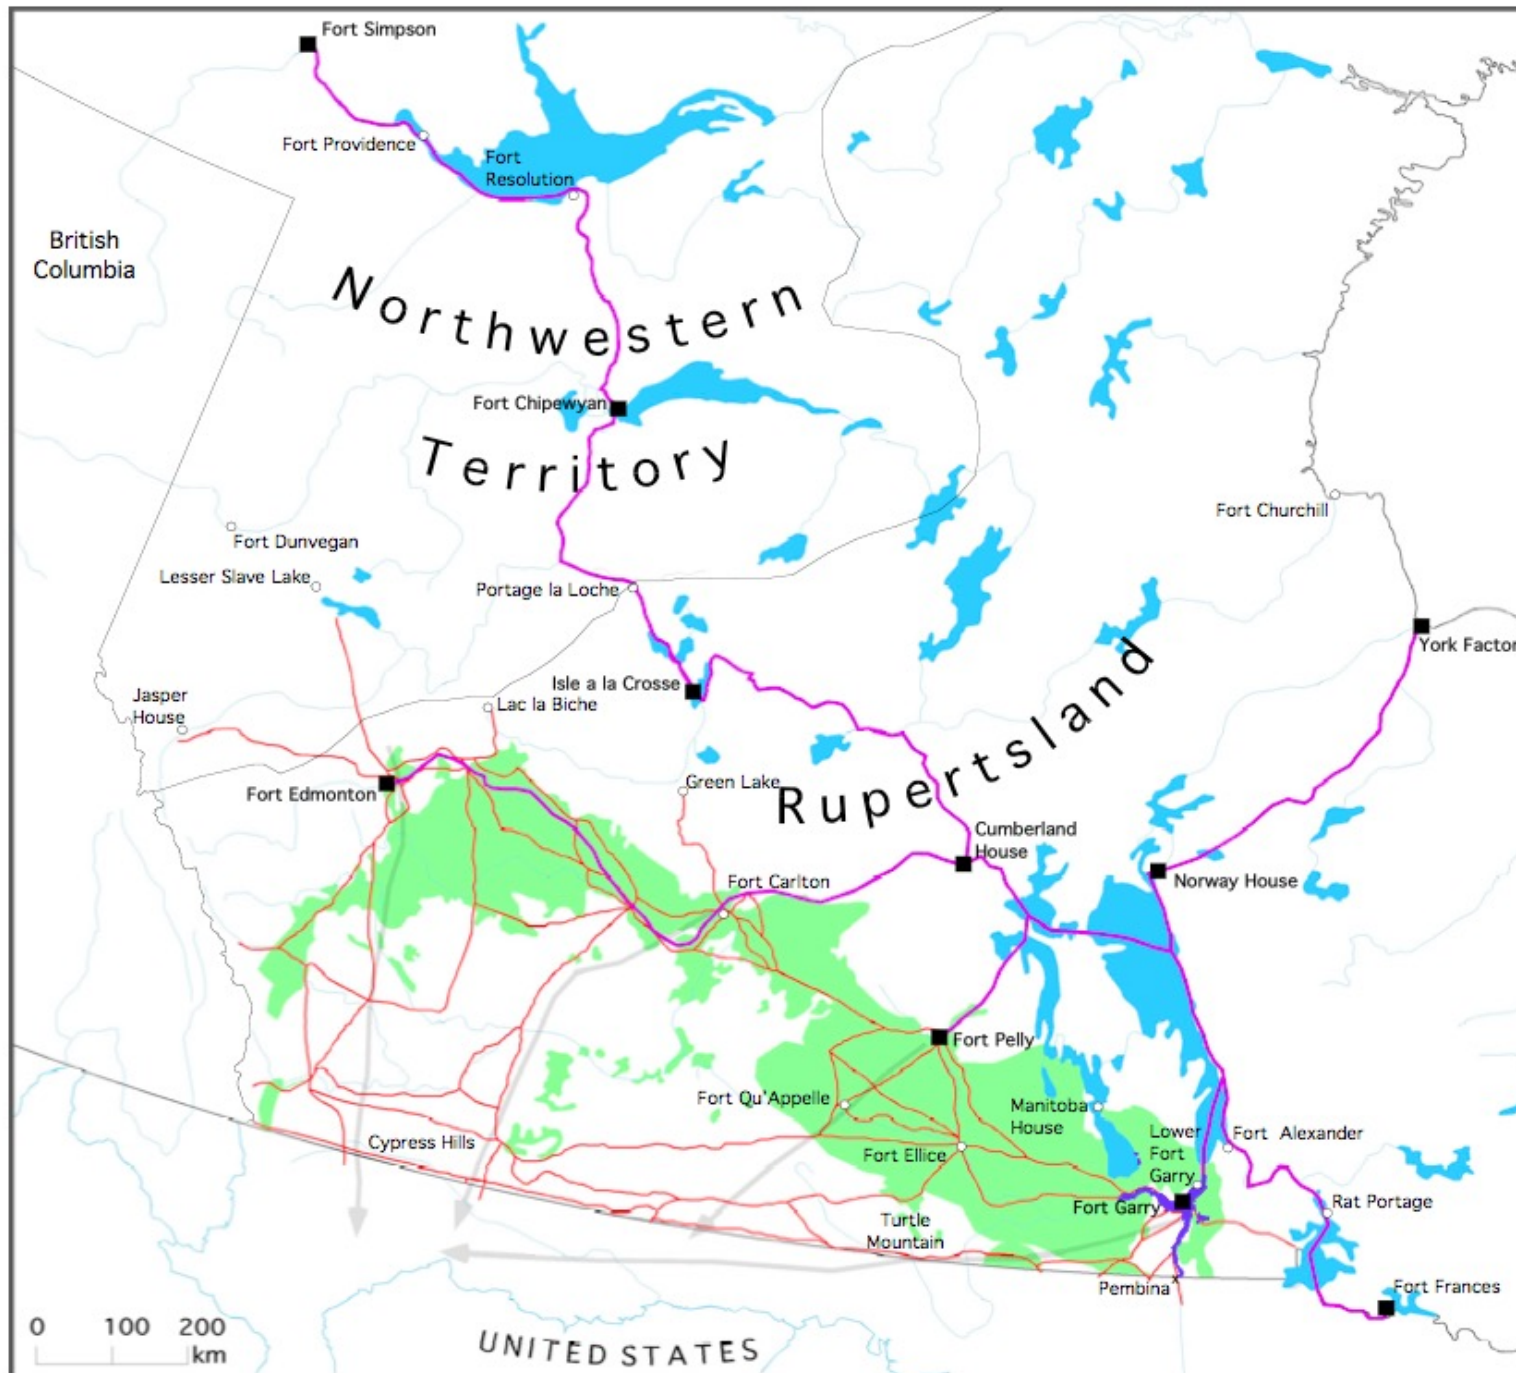 Fort Simpson
Fort Providence
Fort
Resolution
British
Columbia
Northwestern
Fort Chipewyan
Territory
Fort Churchill
Fort Dunvegan
Lesser Slave Lake
Portage la Loche
York Factor
Isle a la Crosse
Jasper
House
Lac la Biche
Rupertsland
Green Lake
Fort Edmonton
Cumberland
House
Fort Carlton
Norway House
Fort Pelly
Fort Qu'Appelle
Manitoba
House
Lower
Fort
Garry
Fort Alexander
Cypress Hills
Fort Ellice
Fort Garry
Rat Portage
Turtle
Mountain
Pembina
x
Fort Frances
0 100 200
km
UNITED STATES